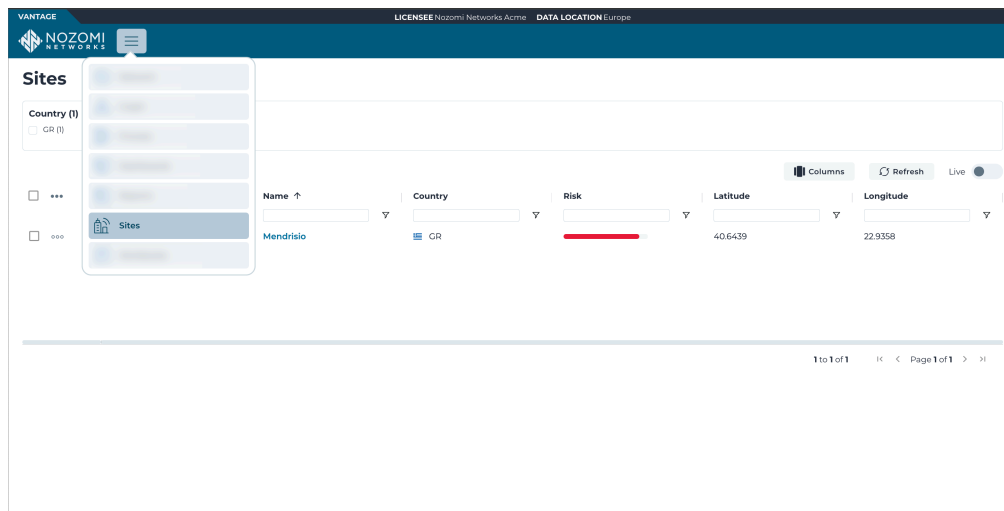 VANTAGE
LICENSEE Nozomi Networks Acme DATA LOCATION Europe
NOZOMI
NETWORKS
Sites
Country (1)
GR (1)
Columns Refresh Live
Name ↑ Country Risk Latitude Longitude
Sites
Mendrisio GR 40.6439 22.9358
1 to 1 of 1 Page 1 of 1